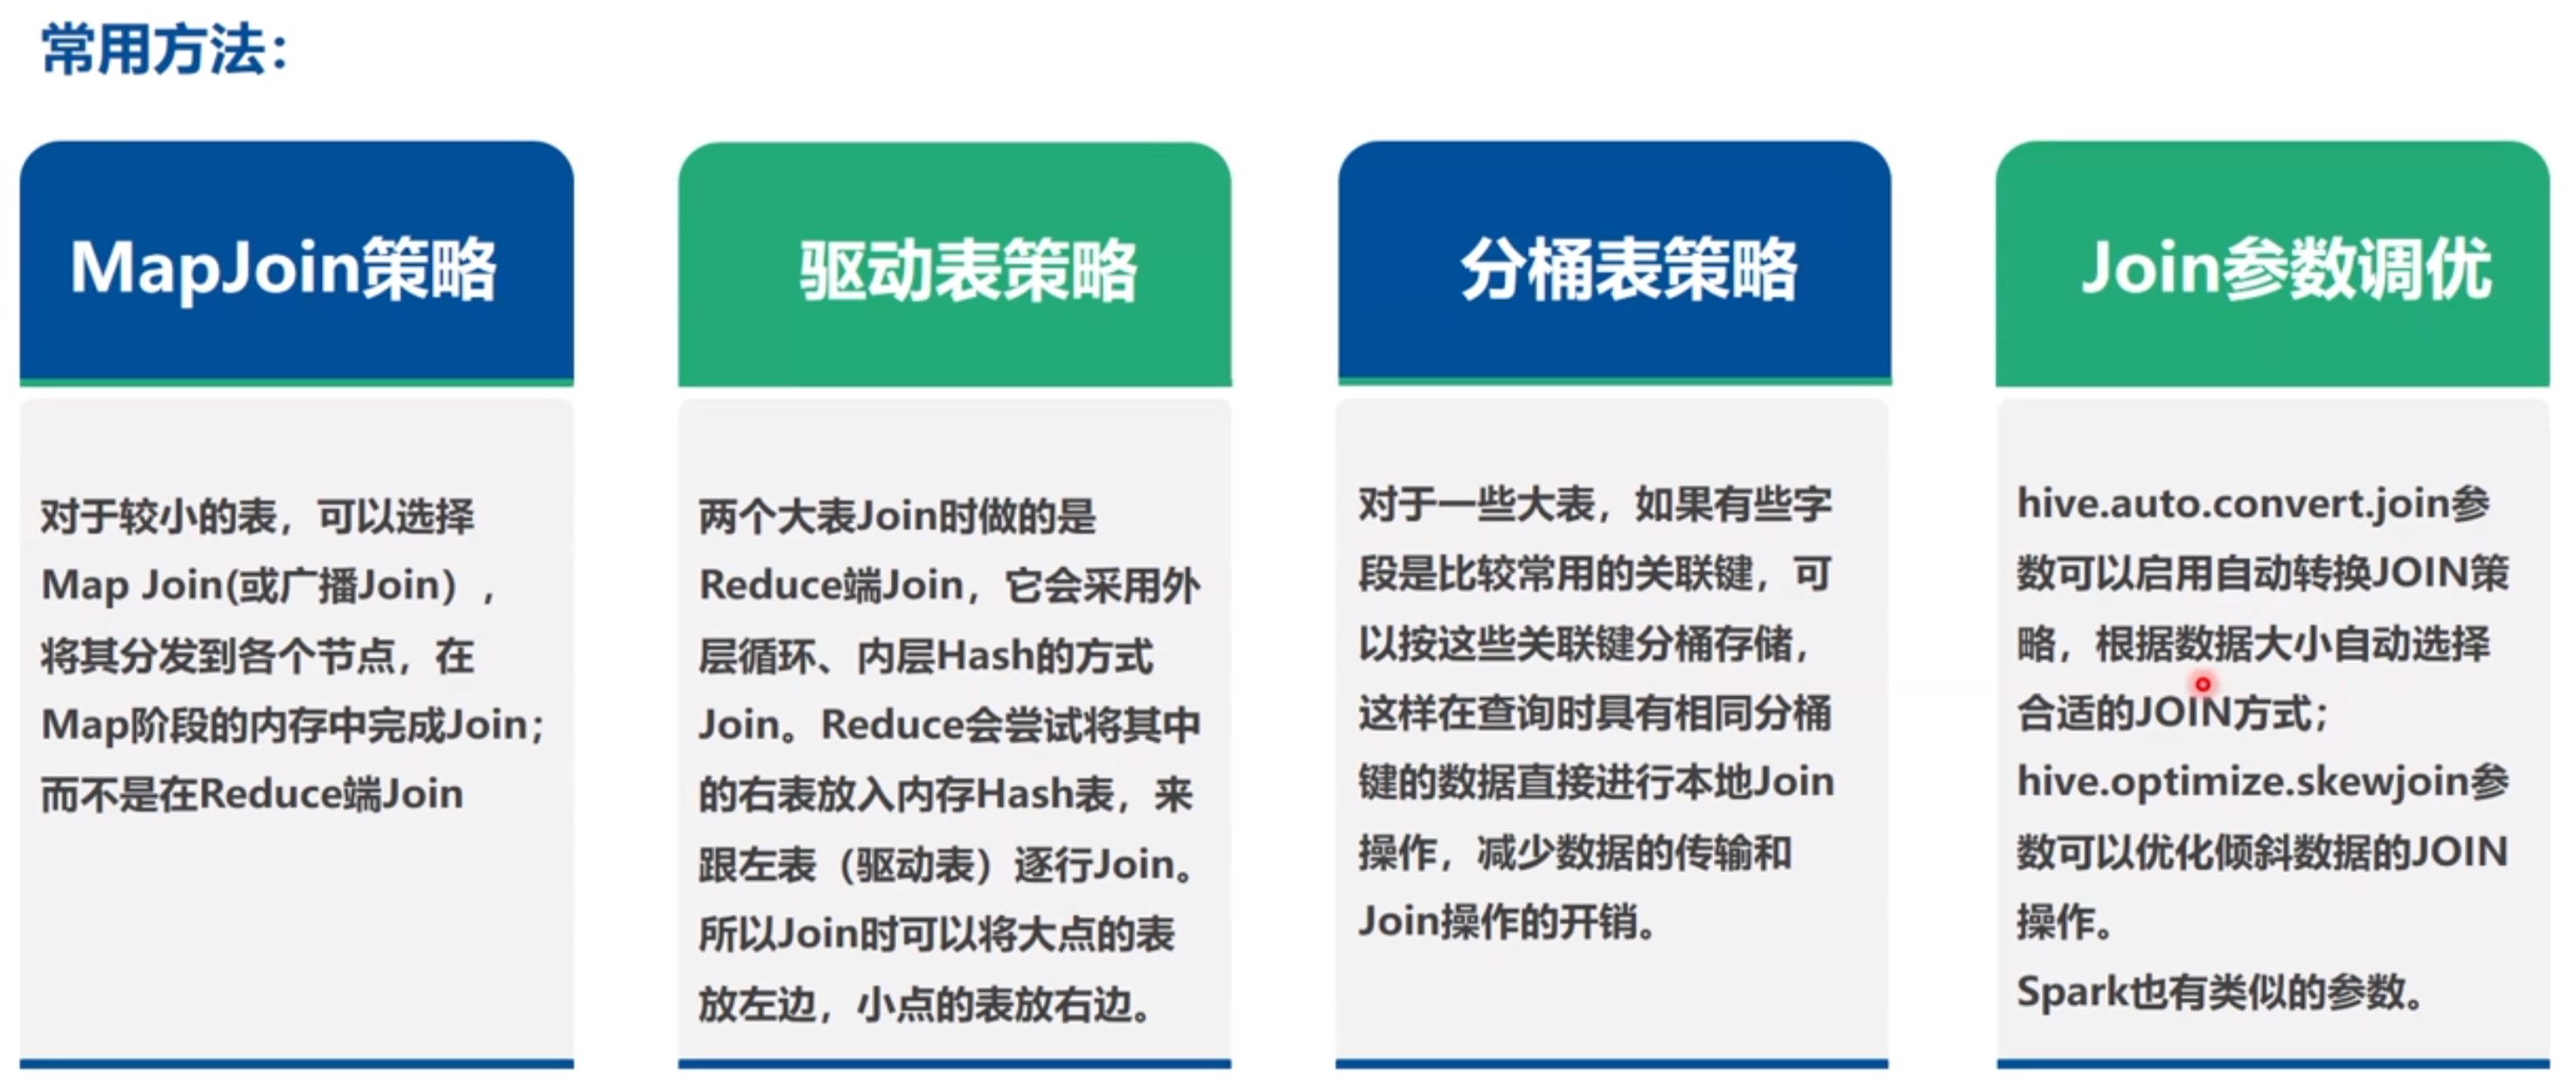 常用方法：
MapJoin策略
对于较小的表，可以选择
Map Join(或广播Join），
将其分发到各个节点，在
Map阶段的内存中完成Join；
而不是在Reduce端Join
驱动表策略
两个大表Join时做的是
Reduce端Join，它会采用外
层循环、内层Hash的方式
Join。Reduce会尝试将其中
的右表放入内存Hash表，来
跟左表（驱动表）逐行Join。
所以Join时可以将大点的表
放左边，小点的表放右边。
分桶表策略
对于一些大表，如果有些字
段是比较常用的关联键，可
以按这些关联键分桶存储，
这样在查询时具有相同分桶
键的数据直接进行本地Join
操作，减少数据的传输和
Join操作的开销。
Join参数调优
hive.auto.convert.join参
数可以启用自动转换JOIN策
略，根据数据大小自动选择
合适的JOIN方式；
hive.optimize.skewjoin参
数可以优化倾斜数据的JOIN
操作。
Spark也有类似的参数。